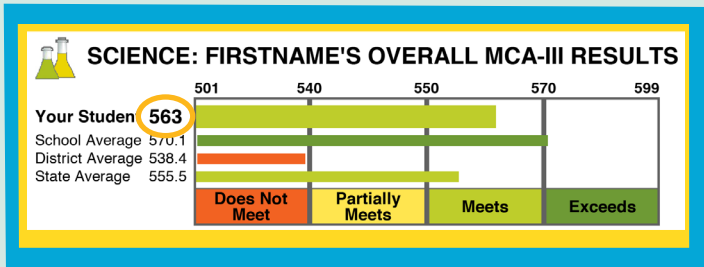 SCIENCE: FIRSTNAME'S OVERALL MCA-III RESULTS
501 540 550 570 599
Your Studen 563
School Average 570.1
District Average 538.4
State Average 555.5
Does Not Meet
Partially Meets
Meets
Exceeds